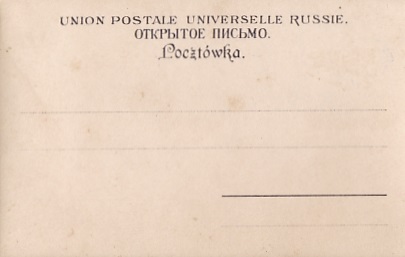 UNION POSTALE UNIVERSELLE RUSSIE.
ОТКРЫТОЕ ПИСЬМО.
Pocztówka.